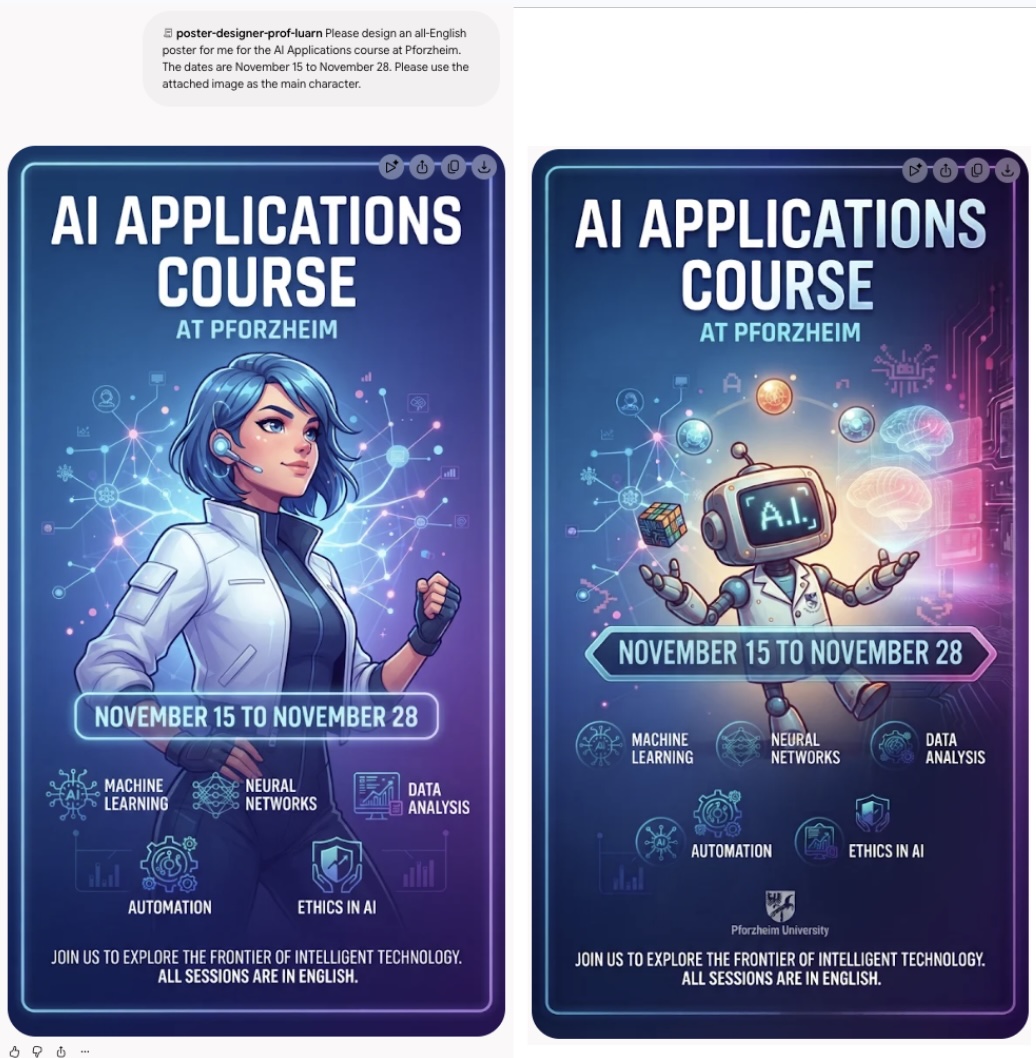 poster-designer-prof-luarn Please design an all-English
poster for me for the AI Applications course at Pforzheim.
The dates are November 15 to November 28. Please use the
attached image as the main character.
AI APPLICATIONS
COURSE
AT PFORZHEIM
NOVEMBER 15 TO NOVEMBER 28
AI
MACHINE
LEARNING
NEURAL
NETWORKS
DATA
ANALYSIS
AUTOMATION
ETHICS IN AI
JOIN US TO EXPLORE THE FRONTIER OF INTELLIGENT TECHNOLOGY.
ALL SESSIONS ARE IN ENGLISH.
AI APPLICATIONS
COURSE
AT PFORZHEIM
A.I.
NOVEMBER 15 TO NOVEMBER 28
AI
MACHINE
LEARNING
NEURAL
NETWORKS
DATA
ANALYSIS
AI
AUTOMATION
ETHICS IN AI
Pforzheim University
JOIN US TO EXPLORE THE FRONTIER OF INTELLIGENT TECHNOLOGY.
ALL SESSIONS ARE IN ENGLISH.